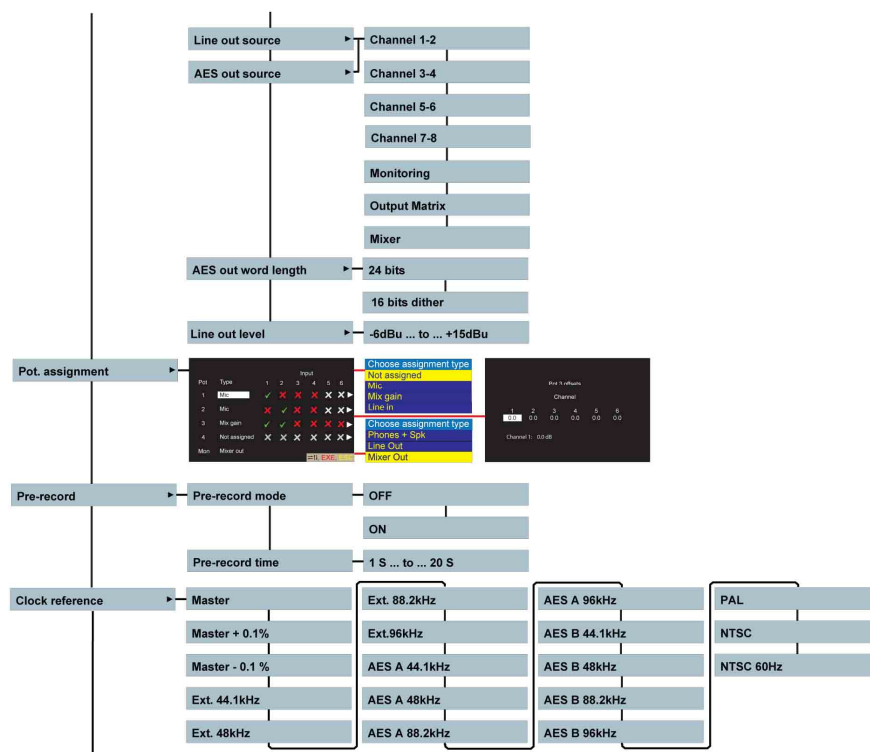 Line out source
Channel 1-2
AES out source
Channel 3-4
Channel 5-6
Channel 7-8
Monitoring
Output Matrix
Mixer
AES out word length
24 bits
16 bits dither
Line out level
-6dBu ... to ... +15dBu
Pot. assignment
Input
Pot Type 1 2 3 4 5 6
1 Mic
2 Mic
3 Mix gain
4 Not assigned
Mon Mixer out
EXE,
Choose assignment type
Not assigned
Mic
Mix gain
Line in
Choose assignment type
Phones + Spk
Line Out
Mixer Out
Pot 3 offsets
Channel
1 2 3 4 5 6
0.0 0.0 0.0 0.0 0.0 0.0
Channel 1: 0.0 dB
Pre-record
Pre-record mode
OFF
ON
Pre-record time
1 S ... to ... 20 S
Clock reference
Master
Master + 0.1%
Master - 0.1 %
Ext. 44.1kHz
Ext. 48kHz
Ext. 88.2kHz
Ext.96kHz
AES A 44.1kHz
AES A 48kHz
AES A 88.2kHz
AES A 96kHz
AES B 44.1kHz
AES B 48kHz
AES B 88.2kHz
AES B 96kHz
PAL
NTSC
NTSC 60Hz